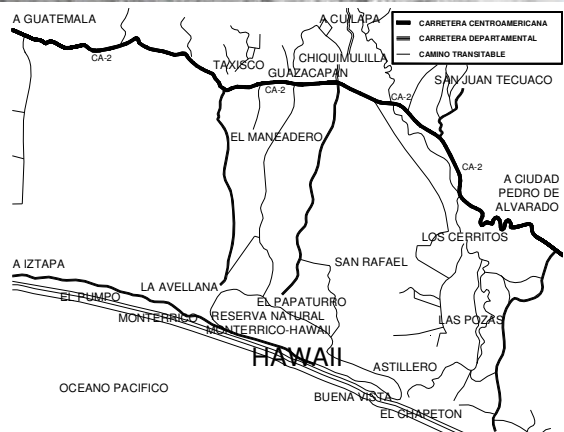 A GUATEMALA
A CUILAPA
CARRETERA CENTROAMERICANA
CARRETERA DEPARTAMENTAL
CAMINO TRANSITABLE
CA-2
TAXISCO
CHIQUIMULILLA
GUAZACAPAN
SAN JUAN TECUACO
CA-2
CA-2
EL MANEADERO
CA-2
A CIUDAD
PEDRO DE
ALVARADO
LOS CERRITOS
A IZTAPA
SAN RAFAEL
LA AVELLANA
EL PUMPO
EL PAPATURRO
MONTERRICO
RESERVA NATURAL
MONTERRICO-HAWAII
LAS POZAS
HAWAII
ASTILLERO
OCEANO PACIFICO
BUENA VISTA
EL CHAPETON